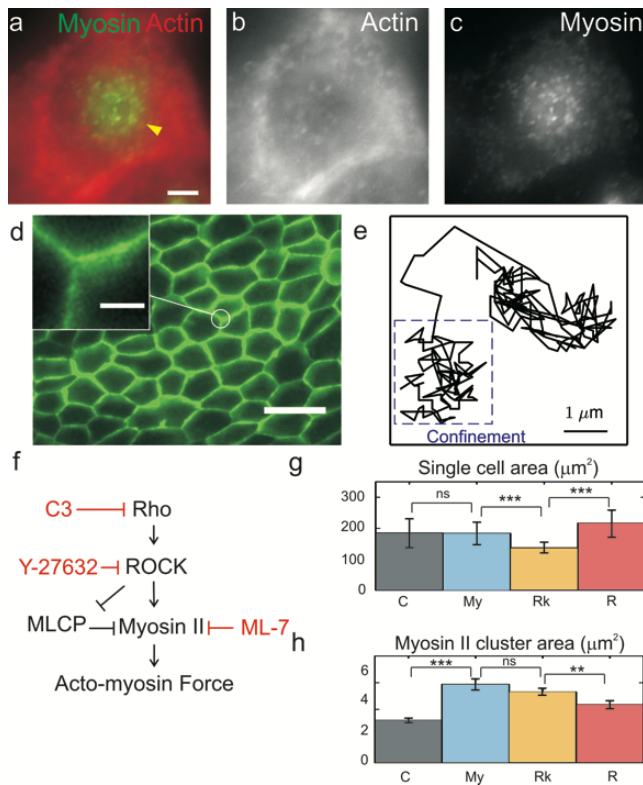 a Myosin Actin
b Actin
c Myosin
d
e
Confinement
1 μm
f
C3 Rho
Y-27632 ROCK
MLCP Myosin II ML-7
Acto-myosin Force
g
Single cell area (μm²)
300
200
100
0
ns
***
***
C My Rk R
h
Myosin II cluster area (μm²)
6
4
2
0
***
ns
**
C My Rk R